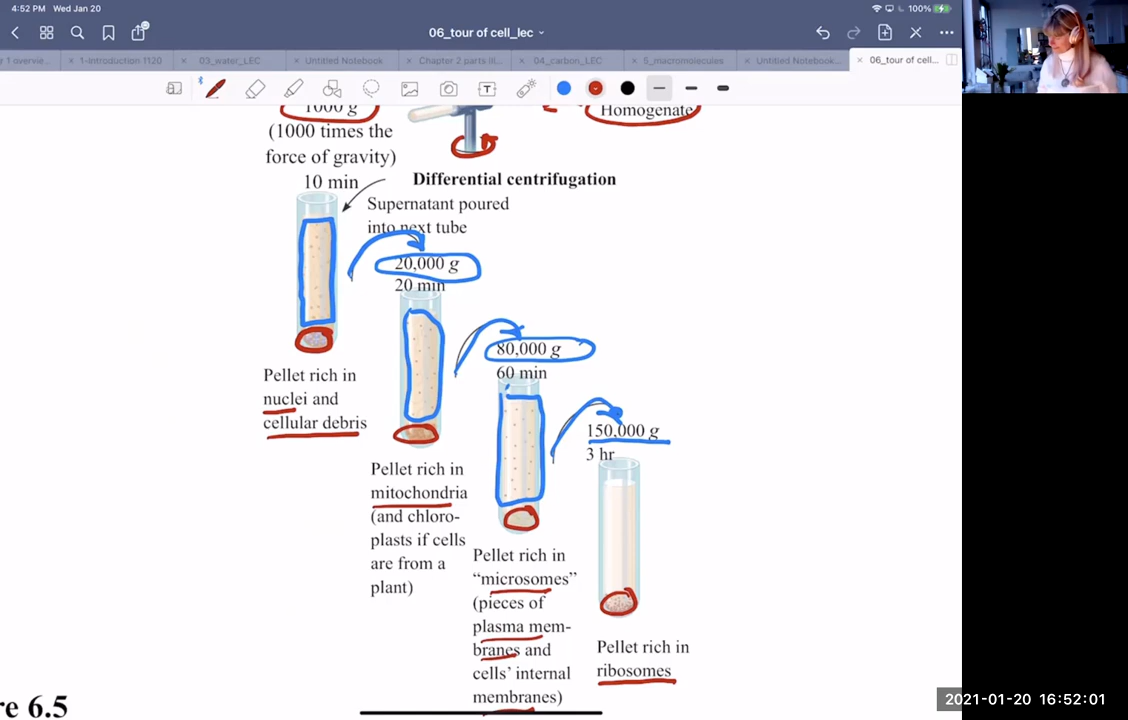 4:52 PM Wed Jan 20
100%
06_tour of cell_lec
1 overvie...
1-Introduction 1120
03_water_LEC
Untitled Notebook
Chapter 2 parts III...
04_carbon_LEC
5_macromolecules
Untitled Notebook...
06_tour of cell...
1000 g
(1000 times the
force of gravity)
10 min
Homogenate
Differential centrifugation
Supernatant poured
into next tube
20,000 g
20 min
80,000 g
60 min
150,000 g
3 hr
Pellet rich in
nuclei and
cellular debris
Pellet rich in
mitochondria
(and chloro-
plasts if cells
are from a
plant)
Pellet rich in
“microsomes”
(pieces of
plasma mem-
branes and
cells’ internal
membranes)
Pellet rich in
ribosomes
re 6.5
2021-01-20 16:52:01